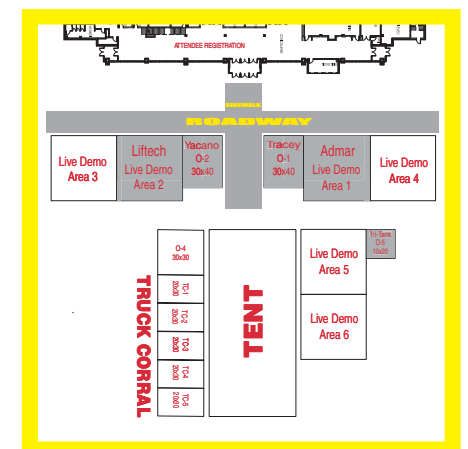 ATTENDEE REGISTRATION
SIDEWALK
ROADWAY
Live Demo
Area 3
Liftech
Live Demo
Area 2
Yacano
O-2
30x40
Tracey
O-1
30x40
Admar
Live Demo
Area 1
Live Demo
Area 4
O-4
30x30
TC-1
20x30
TC-2
20x30
TC-3
20x30
TC-4
20x30
TC-5
20x30
TRUCK CORRAL
TENT
Live Demo
Area 5
Tri-Tank
O-5
10x20
Live Demo
Area 6